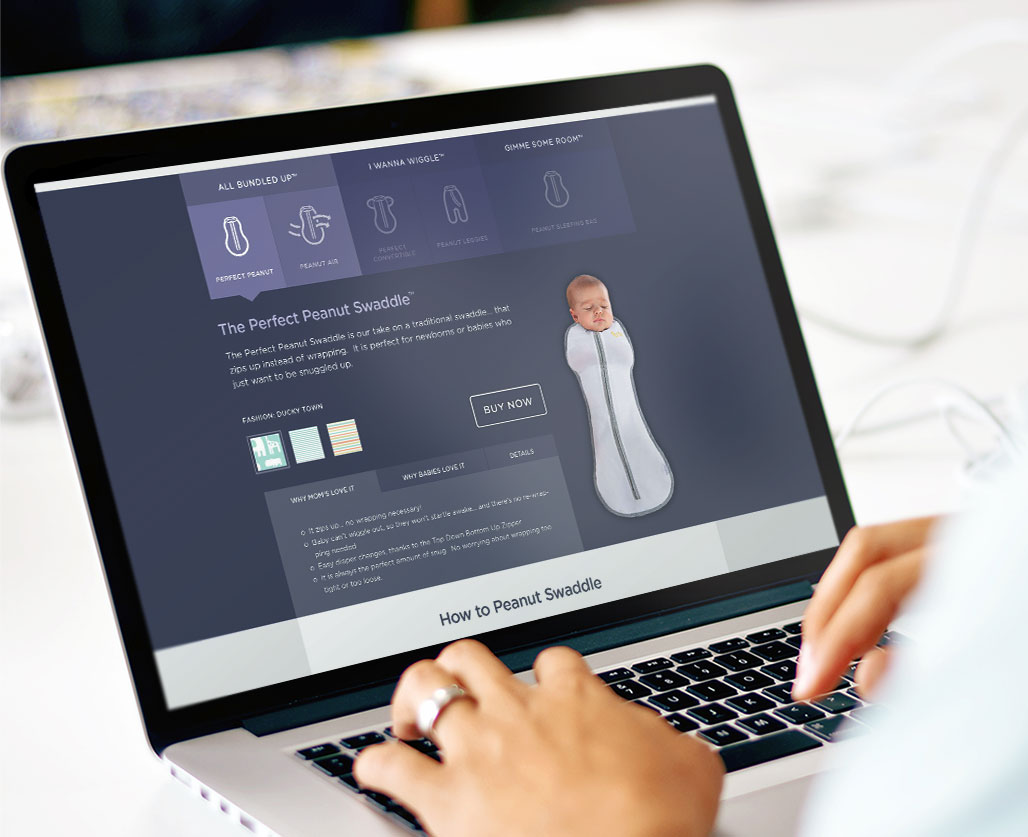 ALL BUNDLED UP™
I WANNA WIGGLE™
GIMME SOME ROOM™
PERFECT PEANUT
PEANUT AIR
PERFECT
CONVERTIBLE
PEANUT LEGGIES
PEANUT SLEEPING BAG
The Perfect Peanut Swaddle™
The Perfect Peanut Swaddle is our take on a traditional swaddle... that
zips up instead of wrapping. It is perfect for newborns or babies who
just want to be snuggled up.
FASHION: DUCKY TOWN
BUY NOW
WHY MOM'S LOVE IT
WHY BABIES LOVE IT
DETAILS
o It zips up... no wrapping necessary!
o Baby can't wiggle out, so they won't startle awake... and there's no re-wrap-
ping needed
o Easy diaper changes, thanks to the Top Down Bottom Up Zipper
o It is always the perfect amount of snug. No worrying about wrapping too
tight or too loose.
How to Peanut Swaddle